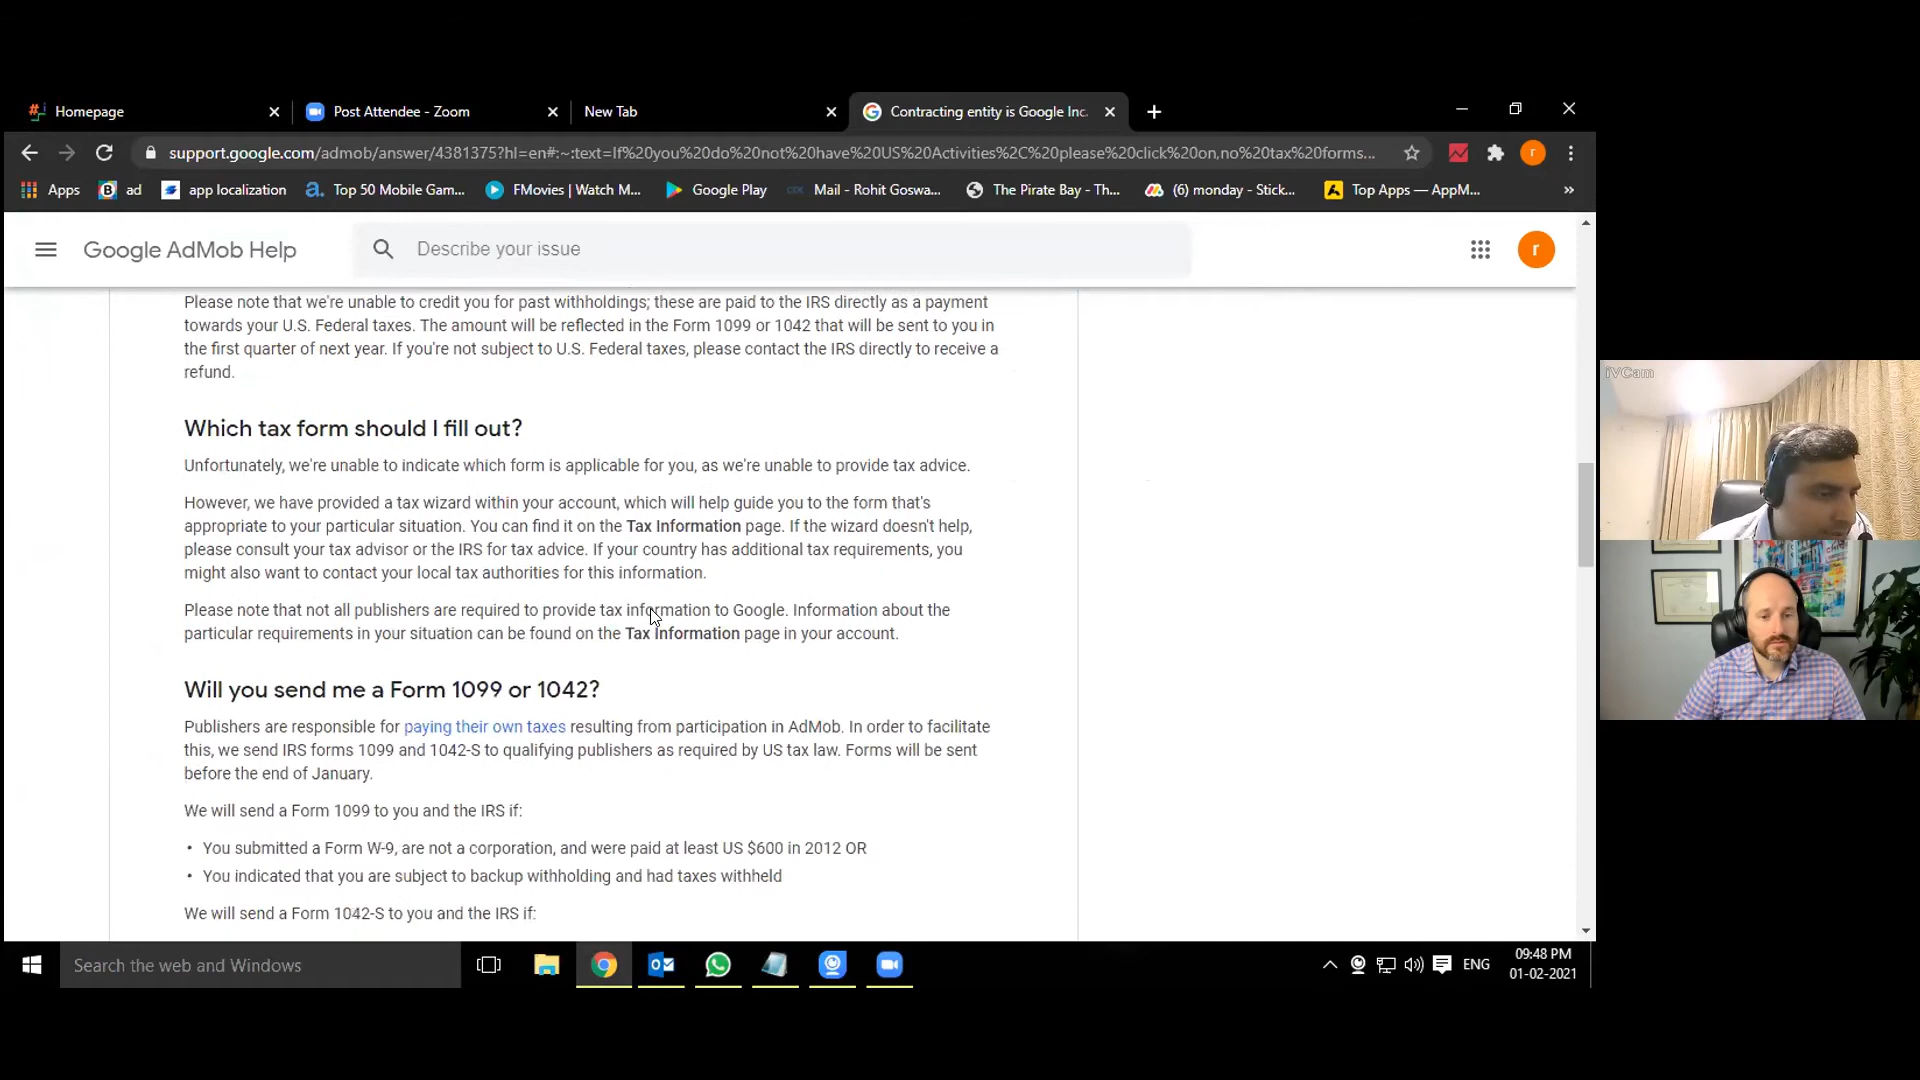 Homepage
Post Attendee - Zoom
New Tab
Contracting entity is Google Inc.
support.google.com/admob/answer/4381375?hl=en#:~:text=If%20you%20do%20not%20have%20US%20Activities%2C%20please%20click%20on,no%20tax%20forms...
Apps
ad
app localization
Top 50 Mobile Gam...
FMovies | Watch M...
Google Play
Mail - Rohit Goswa...
The Pirate Bay - Th...
(6) monday - Stick...
Top Apps — AppM...
»
Google AdMob Help
Describe your issue
r
Please note that we're unable to credit you for past withholdings; these are paid to the IRS directly as a payment
towards your U.S. Federal taxes. The amount will be reflected in the Form 1099 or 1042 that will be sent to you in
the first quarter of next year. If you're not subject to U.S. Federal taxes, please contact the IRS directly to receive a
refund.
Which tax form should I fill out?
Unfortunately, we're unable to indicate which form is applicable for you, as we're unable to provide tax advice.
However, we have provided a tax wizard within your account, which will help guide you to the form that's
appropriate to your particular situation. You can find it on the Tax Information page. If the wizard doesn't help,
please consult your tax advisor or the IRS for tax advice. If your country has additional tax requirements, you
might also want to contact your local tax authorities for this information.
Please note that not all publishers are required to provide tax information to Google. Information about the
particular requirements in your situation can be found on the Tax Information page in your account.
Will you send me a Form 1099 or 1042?
Publishers are responsible for paying their own taxes resulting from participation in AdMob. In order to facilitate
this, we send IRS forms 1099 and 1042-S to qualifying publishers as required by US tax law. Forms will be sent
before the end of January.
We will send a Form 1099 to you and the IRS if:
• You submitted a Form W-9, are not a corporation, and were paid at least US $600 in 2012 OR
• You indicated that you are subject to backup withholding and had taxes withheld
We will send a Form 1042-S to you and the IRS if:
Search the web and Windows
ENG
09:48 PM
01-02-2021
iVCam